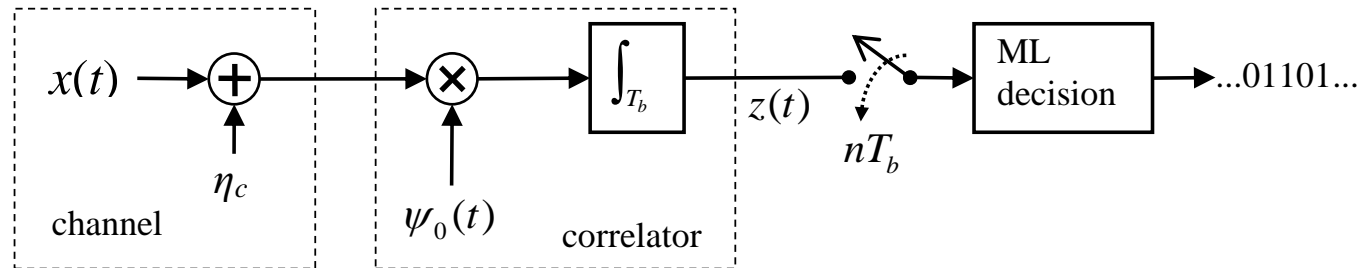 x(t)
+
η_c
channel
×
ψ_0(t)
∫_{T_b}
correlator
z(t)
nT_b
ML
decision
...01101...